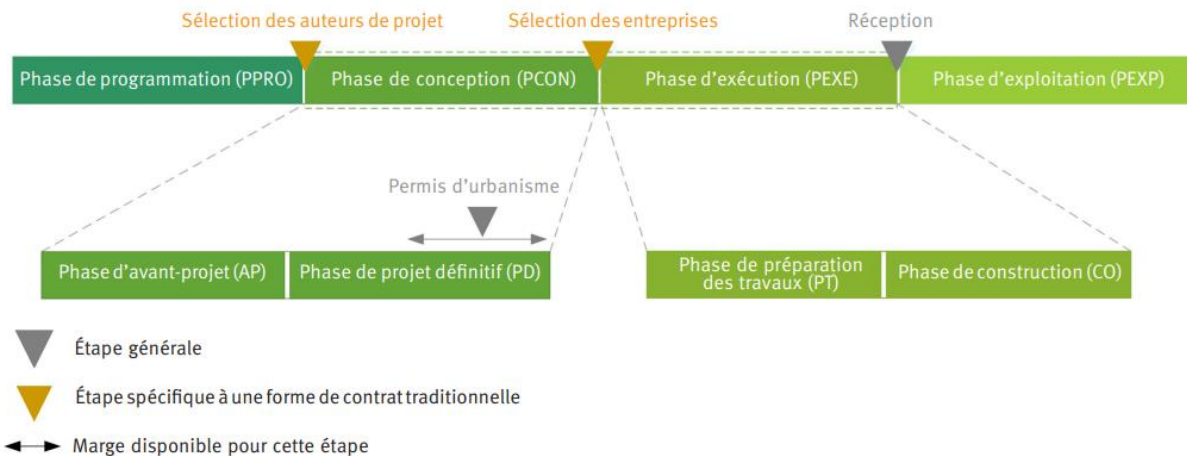 Sélection des auteurs de projet
Sélection des entreprises
Réception
Phase de programmation (PPRO)
Phase de conception (PCON)
Phase d'exécution (PEXE)
Phase d'exploitation (PEXP)
Permis d'urbanisme
Phase d'avant-projet (AP)
Phase de projet définitif (PD)
Phase de préparation
des travaux (PT)
Phase de construction (CO)
Étape générale
Étape spécifique à une forme de contrat traditionnelle
Marge disponible pour cette étape